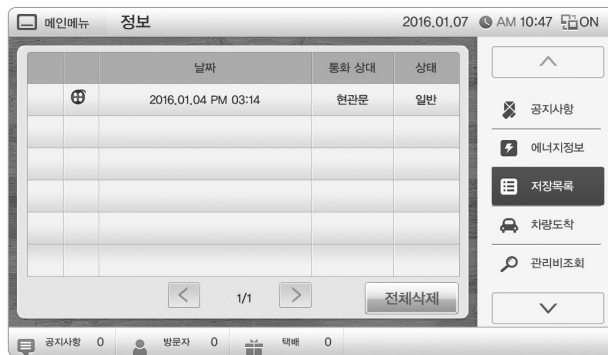 메인메뉴 정보 2016.01.07 AM 10:47 ON
날짜 통화 상대 상태
2016.01.04 PM 03:14 현관문 일반
공지사항
에너지정보
저장목록
차량도착
관리비조회
1/1 전체삭제
공지사항 0 방문자 0 택배 0